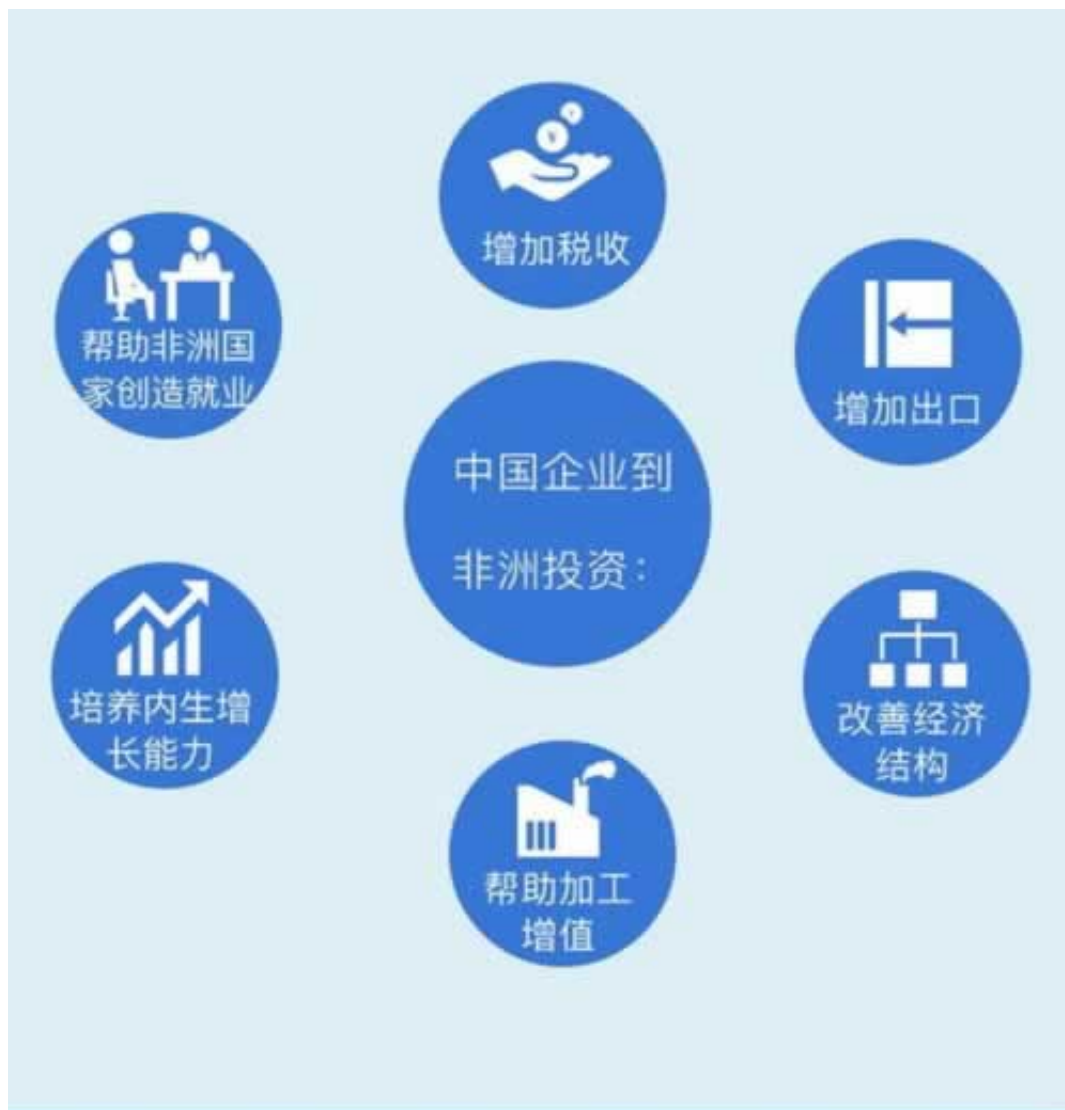 中国企业到
非洲投资：
增加税收
增加出口
改善经济
结构
帮助加工
增值
培养内生增
长能力
帮助非洲国
家创造就业